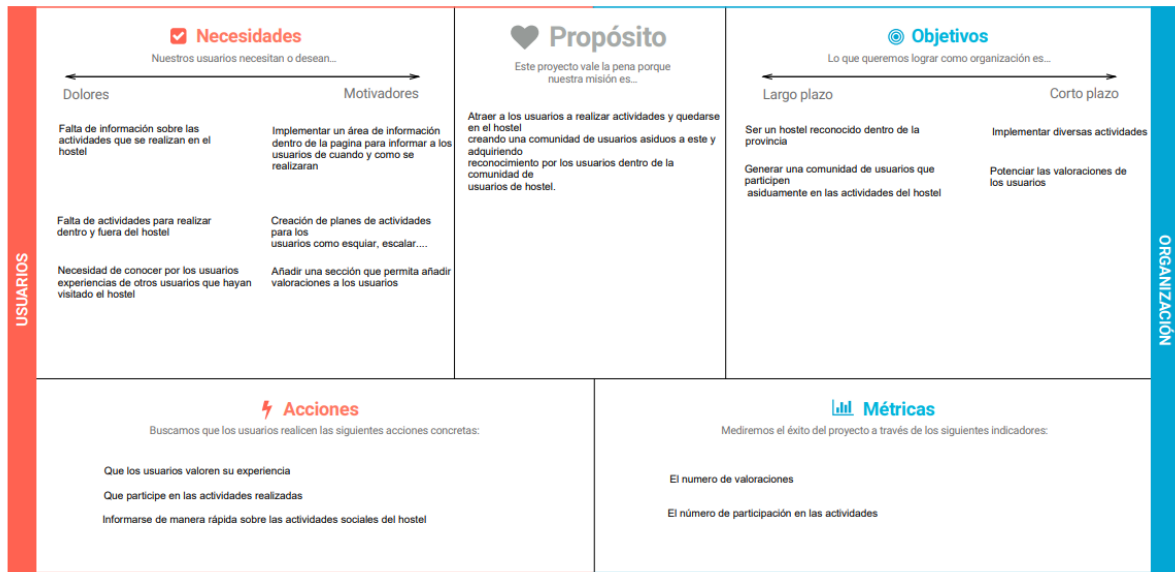 USUARIOS
Necesidades
Nuestros usuarios necesitan o desean...
Dolores
Motivadores
Falta de información sobre las
actividades que se realizan en el
hostel
Implementar un área de información
dentro de la pagina para informar a los
usuarios de cuando y como se
realizaran
Falta de actividades para realizar
dentro y fuera del hostel
Creación de planes de actividades
para los
usuarios como esquiar, escalar....
Necesidad de conocer por los usuarios
experiencias de otros usuarios que hayan
visitado el hostel
Añadir una sección que permita añadir
valoraciones a los usuarios
Propósito
Este proyecto vale la pena porque
nuestra misión es...
Atraer a los usuarios a realizar actividades y quedarse
en el hostel
creando una comunidad de usuarios asiduos a este y
adquiriendo
reconocimiento por los usuarios dentro de la
comunidad de
usuarios de hostel.
Objetivos
Lo que queremos lograr como organización es...
Largo plazo
Corto plazo
Ser un hostel reconocido dentro de la
provincia
Implementar diversas actividades
Generar una comunidad de usuarios que
participen
asiduamente en las actividades del hostel
Potenciar las valoraciones de
los usuarios
ORGANIZACIÓN
Acciones
Buscamos que los usuarios realicen las siguientes acciones concretas:
Que los usuarios valoren su experiencia
Que participe en las actividades realizadas
Informarse de manera rápida sobre las actividades sociales del hostel
Métricas
Mediremos el éxito del proyecto a través de los siguientes indicadores:
El numero de valoraciones
El número de participación en las actividades